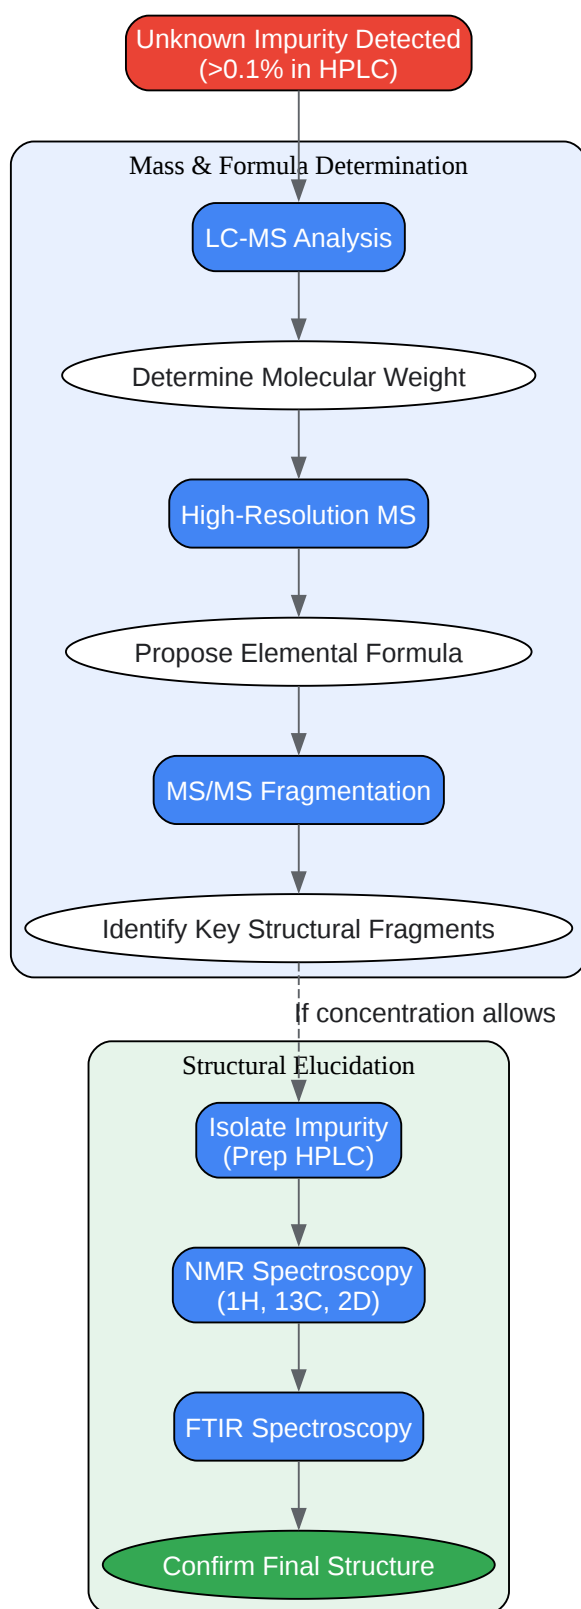 Unknown Impurity Detected
(>0.1% in HPLC)
Mass & Formula Determination
LC-MS Analysis
Determine Molecular Weight
High-Resolution MS
Propose Elemental Formula
MS/MS Fragmentation
Identify Key Structural Fragments
If concentration allows
Structural Elucidation
Isolate Impurity
(Prep HPLC)
NMR Spectroscopy
(1H, 13C, 2D)
FTIR Spectroscopy
Confirm Final Structure